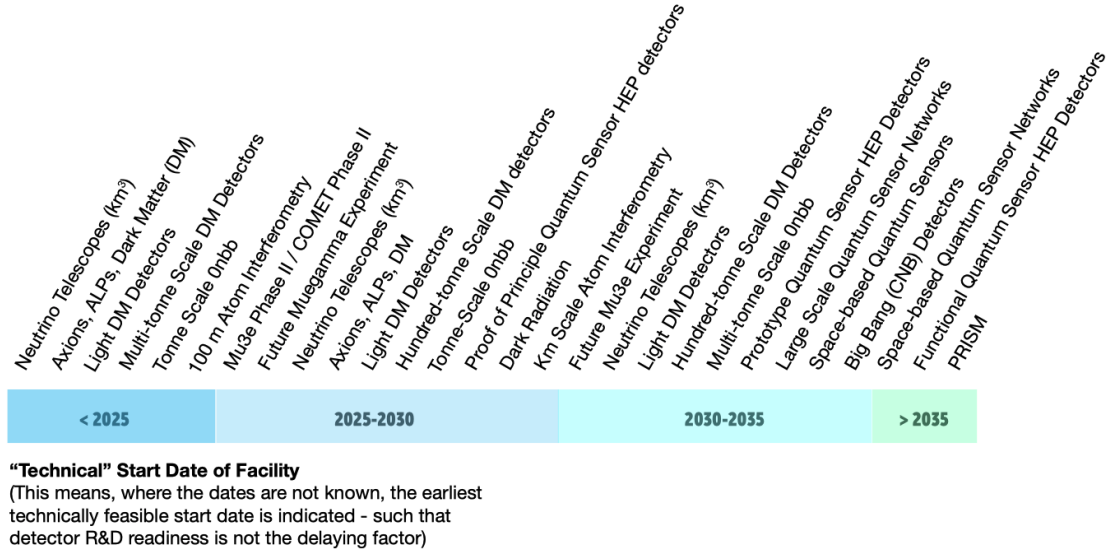 Neutrino Telescopes (km³)
Axions, ALPs, Dark Matter (DM)
Light DM Detectors
Multi-tonne Scale DM Detectors
Tonne Scale 0nbb
100 m Atom Interferometry
Mu3e Phase II / COMET Phase II
Future Muegamma Experiment
Neutrino Telescopes (km³)
Axions, ALPs, DM
Light DM Detectors
Hundred-tonne Scale DM detectors
Tonne-Scale 0nbb
Proof of Principle Quantum Sensor HEP detectors
Dark Radiation
Km Scale Atom Interferometry
Future Mu3e Experiment
Neutrino Telescopes (km³)
Light DM Detectors
Hundred-tonne Scale DM Detectors
Multi-tonne Scale 0nbb
Prototype Quantum Sensor HEP Detectors
Large Scale Quantum Sensor Networks
Space-based Quantum Sensors
Big Bang (CNB) Detectors
Space-based Quantum Sensor Networks
Functional Quantum Sensor HEP Detectors
PRISM
< 2025
2025-2030
2030-2035
> 2035
“Technical” Start Date of Facility
(This means, where the dates are not known, the earliest
technically feasible start date is indicated - such that
detector R&D readiness is not the delaying factor)